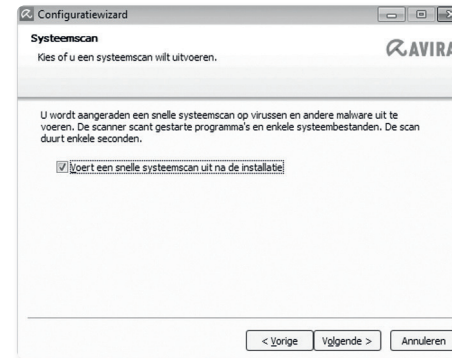 Configuratiewizard
Systeemscan
Kies of u een systeemscan wilt uitvoeren.
AVIRA
U wordt aangeraden een snelle systeemscan op virussen en andere malware uit te
voeren. De scanner scant gestarte programma's en enkele systeembestanden. De scan
duurt enkele seconden.
Voert een snelle systeemscan uit na de installatie
< Vorige Volgende > Annuleren